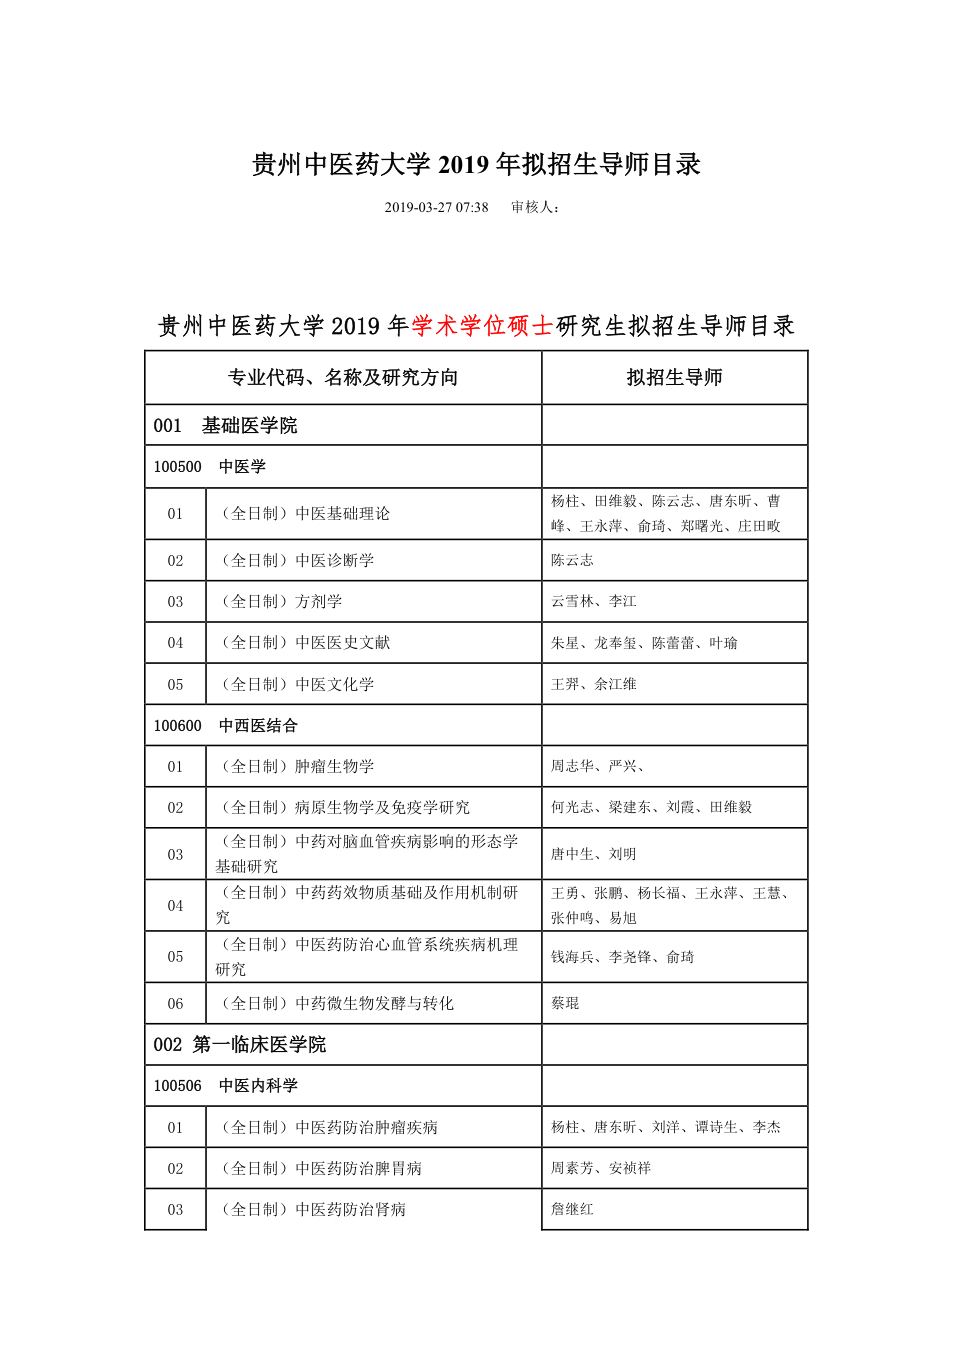 贵州中医药大学 2019 年拟招生导师目录
2019-03-27 07:38 审核人：
贵州中医药大学 2019 年学术学位硕士研究生拟招生导师目录
专业代码、名称及研究方向 拟招生导师
001 基础医学院
100500 中医学
01 （全日制）中医基础理论 杨柱、田维毅、陈云志、唐东昕、曹
峰、王永萍、俞琦、郑曙光、庄田畋
02 （全日制）中医诊断学 陈云志
03 （全日制）方剂学 云雪林、李江
04 （全日制）中医医史文献 朱星、龙奉玺、陈蕾蕾、叶瑜
05 （全日制）中医文化学 王羿、余江维
100600 中西医结合
01 （全日制）肿瘤生物学 周志华、严兴、
02 （全日制）病原生物学及免疫学研究 何光志、梁建东、刘霞、田维毅
03 （全日制）中药对脑血管疾病影响的形态学
基础研究 唐中生、刘明
04 （全日制）中药药效物质基础及作用机制研
究 王勇、张鹏、杨长福、王永萍、王慧、
张仲鸣、易旭
05 （全日制）中医药防治心血管系统疾病机理
研究 钱海兵、李尧锋、俞琦
06 （全日制）中药微生物发酵与转化 蔡琨
002 第一临床医学院
100506 中医内科学
01 （全日制）中医药防治肿瘤疾病 杨柱、唐东昕、刘洋、谭诗生、李杰
02 （全日制）中医药防治脾胃病 周素芳、安祯祥
03 （全日制）中医药防治肾病 詹继红